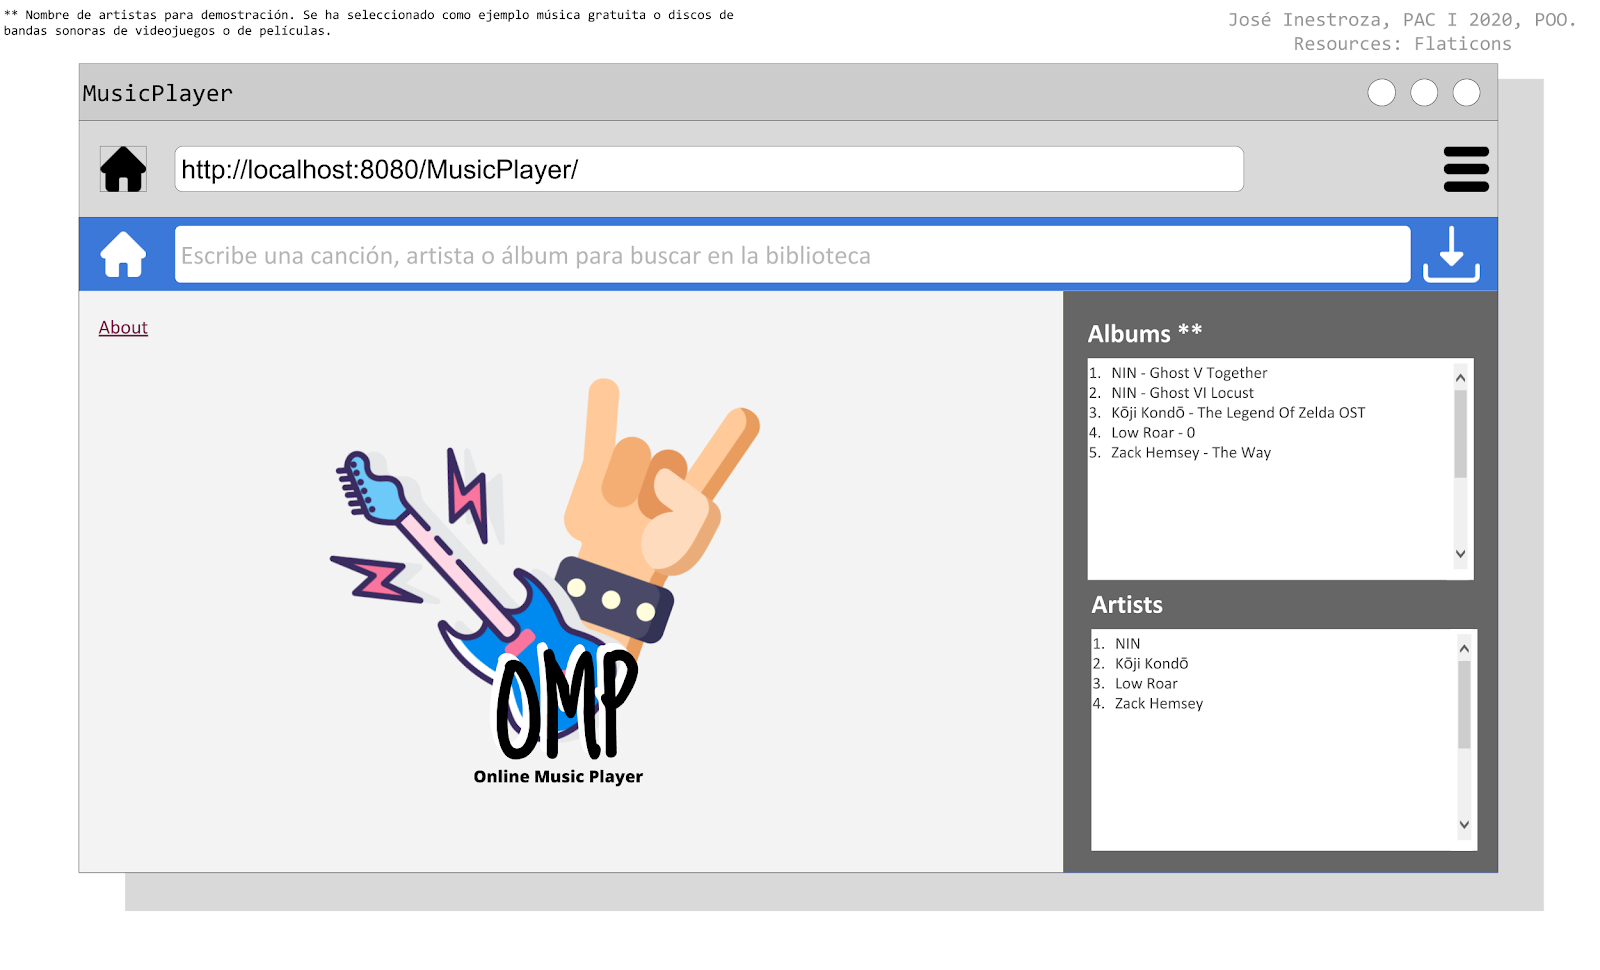 ** Nombre de artistas para demostración. Se ha seleccionado como ejemplo música gratuita o discos de
bandas sonoras de videojuegos o de películas.
José Inestroza, PAC I 2020, POO.
Resources: Flaticons
MusicPlayer
http://localhost:8080/MusicPlayer/
Escribe una canción, artista o álbum para buscar en la biblioteca
About
OMP
Online Music Player
Albums **
1. NIN - Ghost V Together
2. NIN - Ghost VI Locust
3. Kōji Kondō - The Legend Of Zelda OST
4. Low Roar - 0
5. Zack Hemsey - The Way
Artists
1. NIN
2. Kōji Kondō
3. Low Roar
4. Zack Hemsey